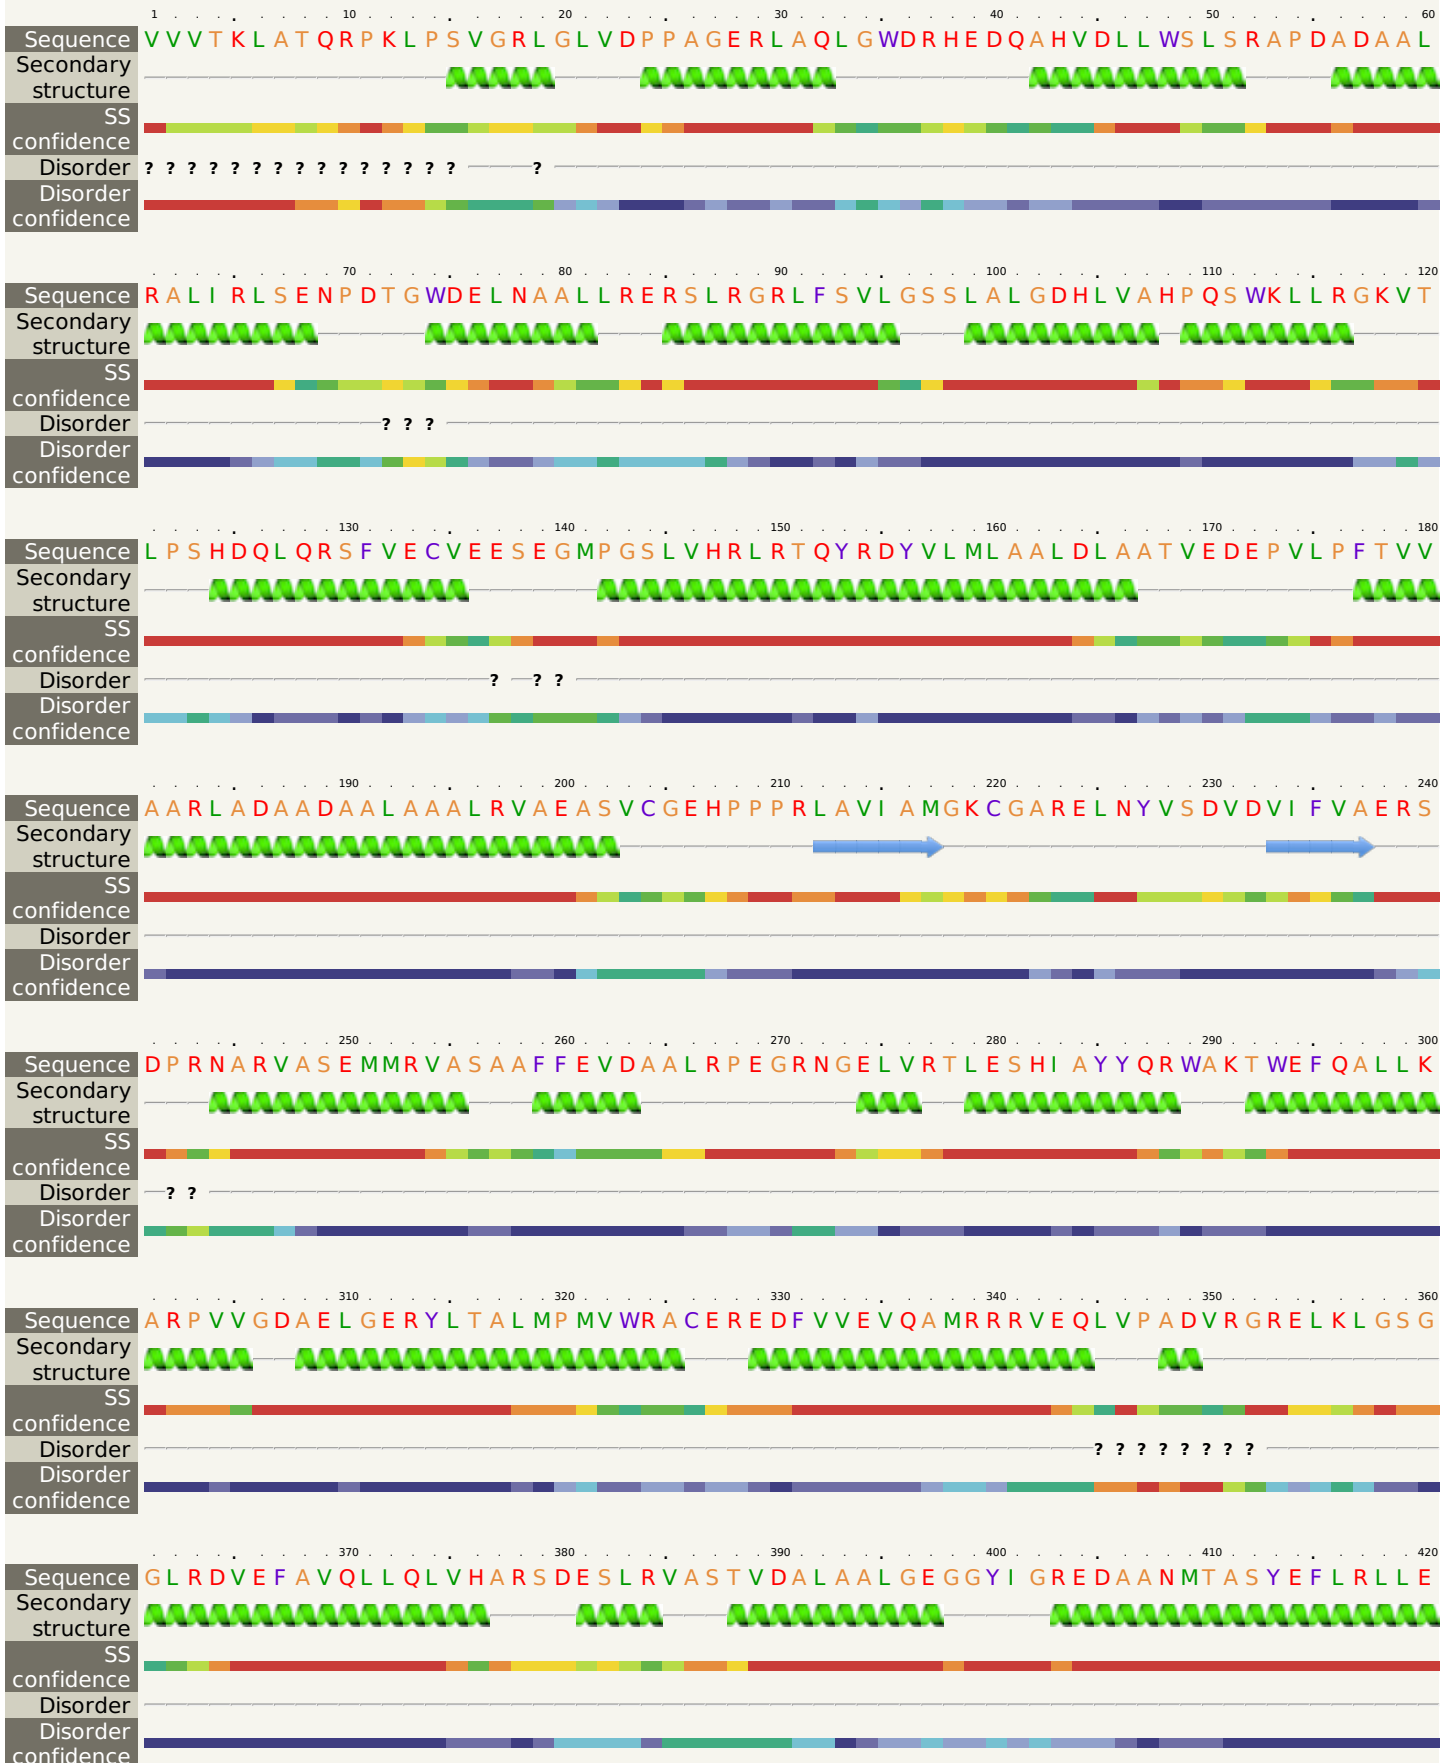 1 10 20 30 40 50 60
Sequence VVVTKLATQRPKLPSVGRLGLVDPPAGERLAQLGWDRHEDQAHVDLLWSLSRAPDADAAL
Secondary
structure
SS
confidence
Disorder ? ? ? ? ? ? ? ? ? ? ? ? ? ? ? ?
Disorder
confidence
70 80 90 100 110 120
Sequence RALIRLSENPDTGWDELNAALLRERSLRGRLFSVLGSSLALGDHLVAHPQSWKLLRGKVT
Secondary
structure
SS
confidence
Disorder ? ? ?
Disorder
confidence
130 140 150 160 170 180
Sequence LPSHDQLQRSFVECVEESEGMPGSLVHRLRTQYRDYVLMLAALDLAATVEDEPVLPFTVV
Secondary
structure
SS
confidence
Disorder ? ? ?
Disorder
confidence
190 200 210 220 230 240
Sequence AARLADAADAALAAALRVAEASVCGEHPPPRLAVIAMGKCGARELNYVSDVDVIFVAERS
Secondary
structure
SS
confidence
Disorder
Disorder
confidence
250 260 270 280 290 300
Sequence DPRNARVASEMMRVASAAFFEVDAALRPEGRNGELVRTLESHIAYYQRWAKTWEFQALLK
Secondary
structure
SS
confidence
Disorder ? ?
Disorder
confidence
310 320 330 340 350 360
Sequence ARPVVGDAELGERYLTALMPMVWRACEREDFVVEVQAMRRRVEQLVPADVRGRELKLGSG
Secondary
structure
SS
confidence
Disorder ? ? ? ? ? ? ? ?
Disorder
confidence
370 380 390 400 410 420
Sequence GLRDVEFAVQLLQLVHARSDESLRVASTVDALAALGEGGYIGREDAANMTASYEFLRLLE
Secondary
structure
SS
confidence
Disorder
Disorder
confidence